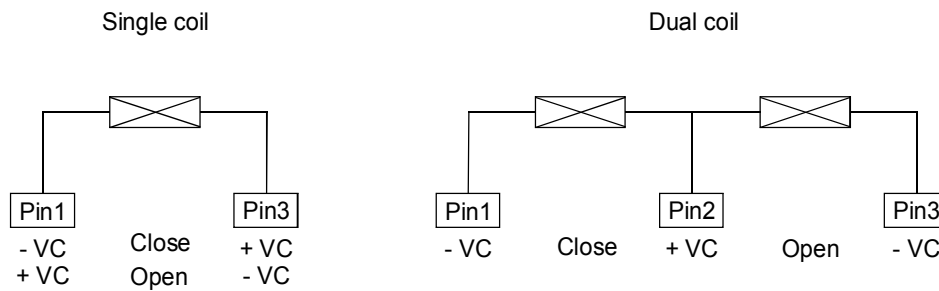 Single coil
Dual coil
Pin1
Pin3
Pin1
Pin2
Pin3
- VC
Close
+ VC
- VC
Close
+ VC
Open
- VC
+ VC
Open
- VC